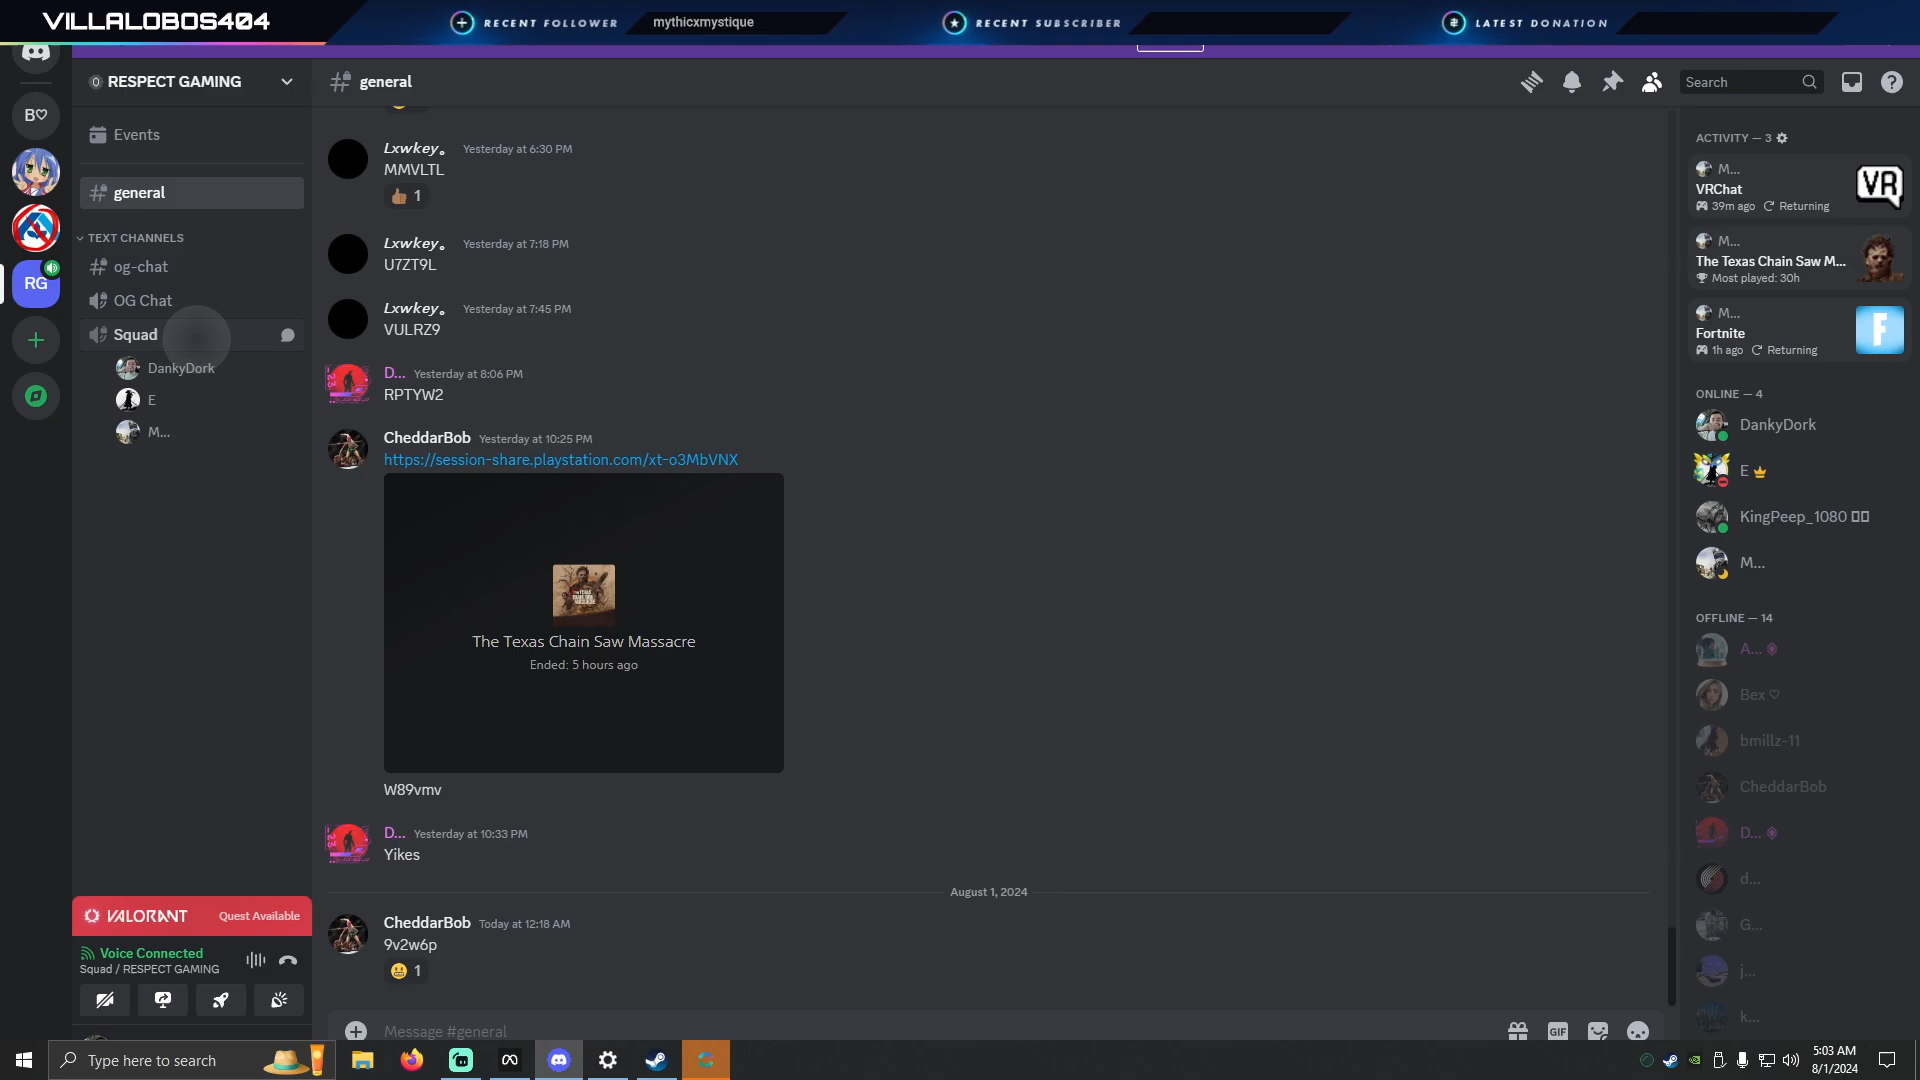 VILLALOBOS404
RECENT FOLLOWER
mythicxmystique
RECENT SUBSCRIBER
LATEST DONATION
RESPECT GAMING
general
Search
Events
general
TEXT CHANNELS
og-chat
OG Chat
Squad
DankyDork
E
M...
B♡
RG
Lxwkey。 Yesterday at 6:30 PM
MMVLTL
👍🏽 1
Lxwkey。 Yesterday at 7:18 PM
U7ZT9L
Lxwkey。 Yesterday at 7:45 PM
VULRZ9
D... Yesterday at 8:06 PM
RPTYW2
CheddarBob Yesterday at 10:25 PM
https://session-share.playstation.com/xt-o3MbVNX
The Texas Chain Saw Massacre
Ended: 5 hours ago
W89vmv
D... Yesterday at 10:33 PM
Yikes
August 1, 2024
CheddarBob Today at 12:18 AM
9v2w6p
😬 1
Message #general
GIF
ACTIVITY — 3
M...
VRChat
39m ago Returning
VR
M...
The Texas Chain Saw M...
Most played: 30h
M...
Fortnite
1h ago Returning
F
ONLINE — 4
DankyDork
E
KingPeep_1080
M...
OFFLINE — 14
A...
Bex ♡
bmillz-11
CheddarBob
D...
d...
G...
j...
k...
VALORANT Quest Available
Voice Connected
Squad / RESPECT GAMING
Type here to search
5:03 AM
8/1/2024